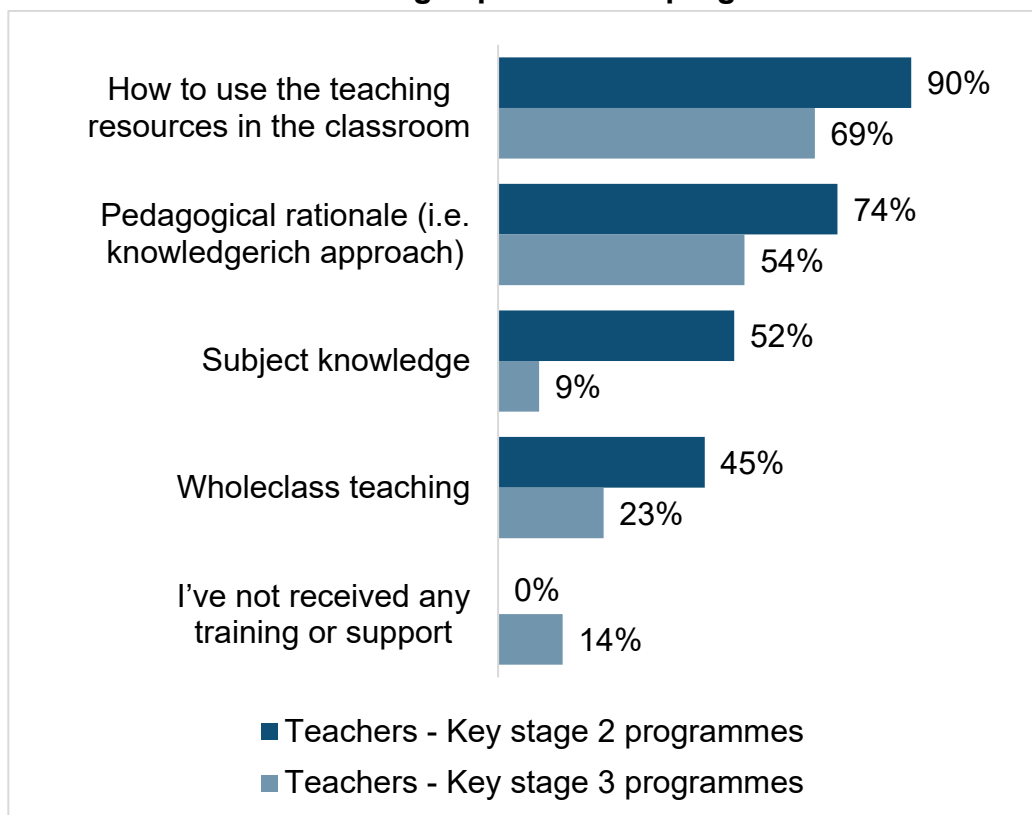 How to use the teaching
resources in the classroom
90%
69%
Pedagogical rationale (i.e.
knowledgerich approach)
74%
54%
Subject knowledge
52%
9%
Wholeclass teaching
45%
23%
I've not received any
training or support
0%
14%
Teachers - Key stage 2 programmes
Teachers - Key stage 3 programmes